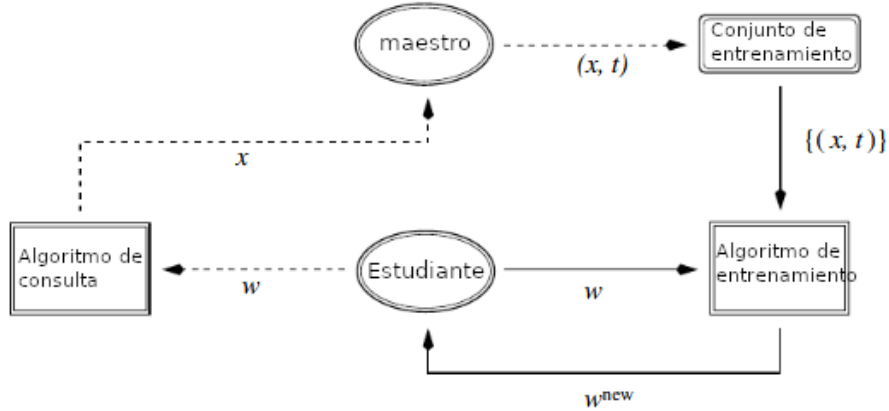 maestro
(x, t)
Conjunto de
entrenamiento
{( x, t )}
x
Algoritmo de
consulta
w
Estudiante
w
Algoritmo de
entrenamiento
w^new